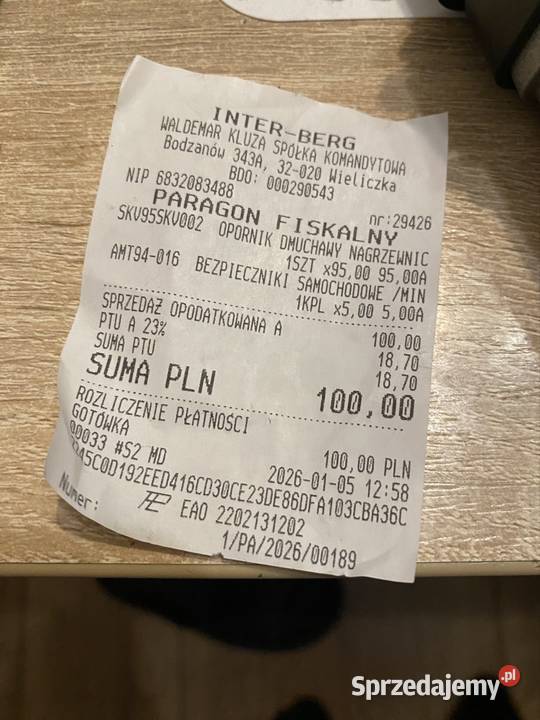 INTER-BERG
WALDEMAR KLUZA SPÓŁKA KOMANDYTOWA
Bodzanów 343A, 32-020 Wieliczka
BDO: 000290543
NIP 6832083488 nr:29426
PARAGON FISKALNY
SKV95SKV002 OPORNIK DMUCHAWY NAGRZEWNIC
1SZT x95,00 95,00A
AMT94-016 BEZPIECZNIKI SAMOCHODOWE /MIN
1KPL x5,00 5,00A
SPRZEDAŻ OPODATKOWANA A 100,00
PTU A 23% 18,70
SUMA PTU 18,70
SUMA PLN 100,00
ROZLICZENIE PŁATNOŚCI
GOTÓWKA 100,00 PLN
00033 #S2 MD 2026-01-05 12:58
EAO 2202131202
Numer: 1/PA/2026/00189
Sprzedajemy.pl